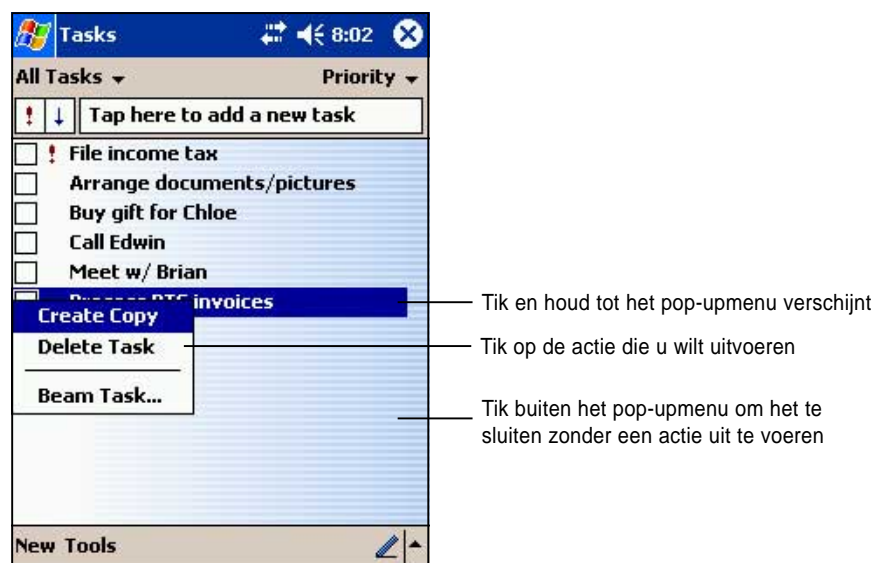 Tasks 8:02
All Tasks Priority
! ↓ Tap here to add a new task
! File income tax
Arrange documents/pictures
Buy gift for Chloe
Call Edwin
Meet w/ Brian
invoices
Create Copy
Delete Task
Beam Task...
New Tools
Tik en houd tot het pop-upmenu verschijnt
Tik op de actie die u wilt uitvoeren
Tik buiten het pop-upmenu om het te
sluiten zonder een actie uit te voeren